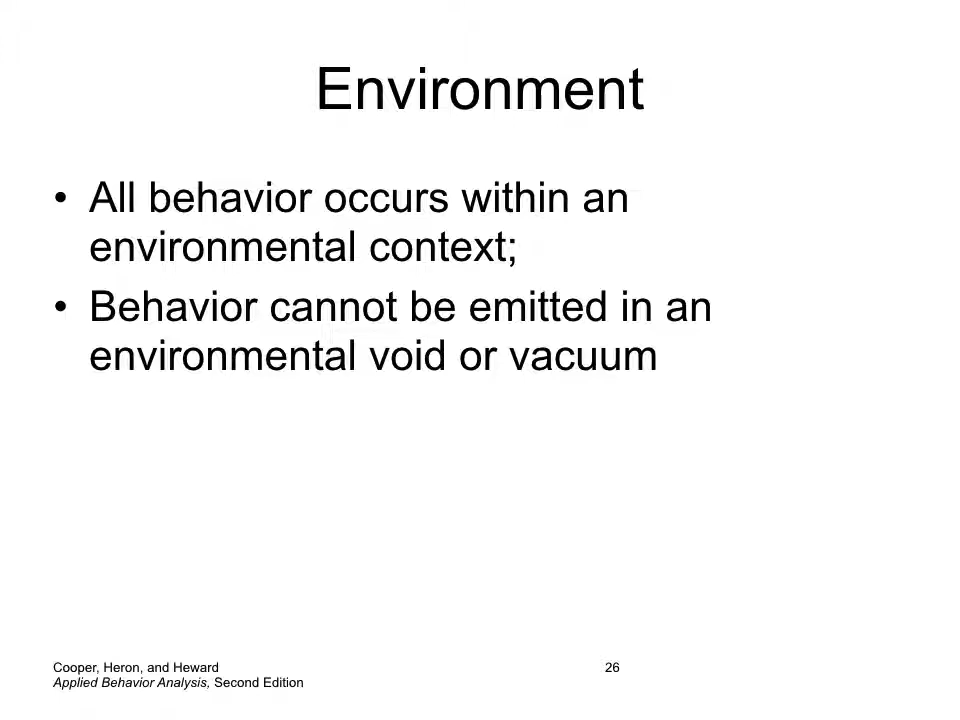 Environment
• All behavior occurs within an
environmental context;
• Behavior cannot be emitted in an
environmental void or vacuum
Cooper, Heron, and Heward
Applied Behavior Analysis, Second Edition
26